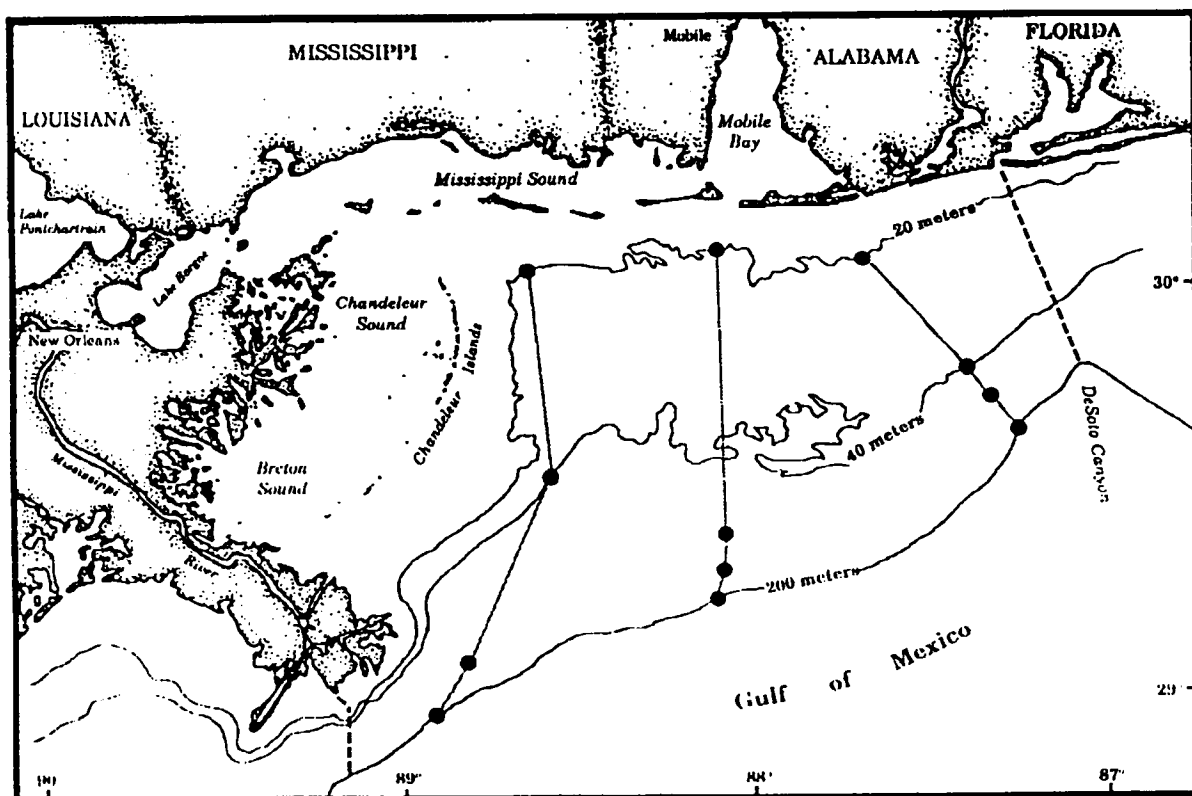 FLORIDA
Mobile
MISSISSIPPI
ALABAMA
LOUISIANA
Mobile
Bay
Mississippi Sound
Lake
Pontchartrain
20 meters
Lake Borgne
30°
Chandeleur
Sound
New Orleans
Chandeleur Islands
DeSoto Canyon
40 meters
Breton
Sound
Mississippi
River
200 meters
Gulf of Mexico
29°
90
89°
88°
87°